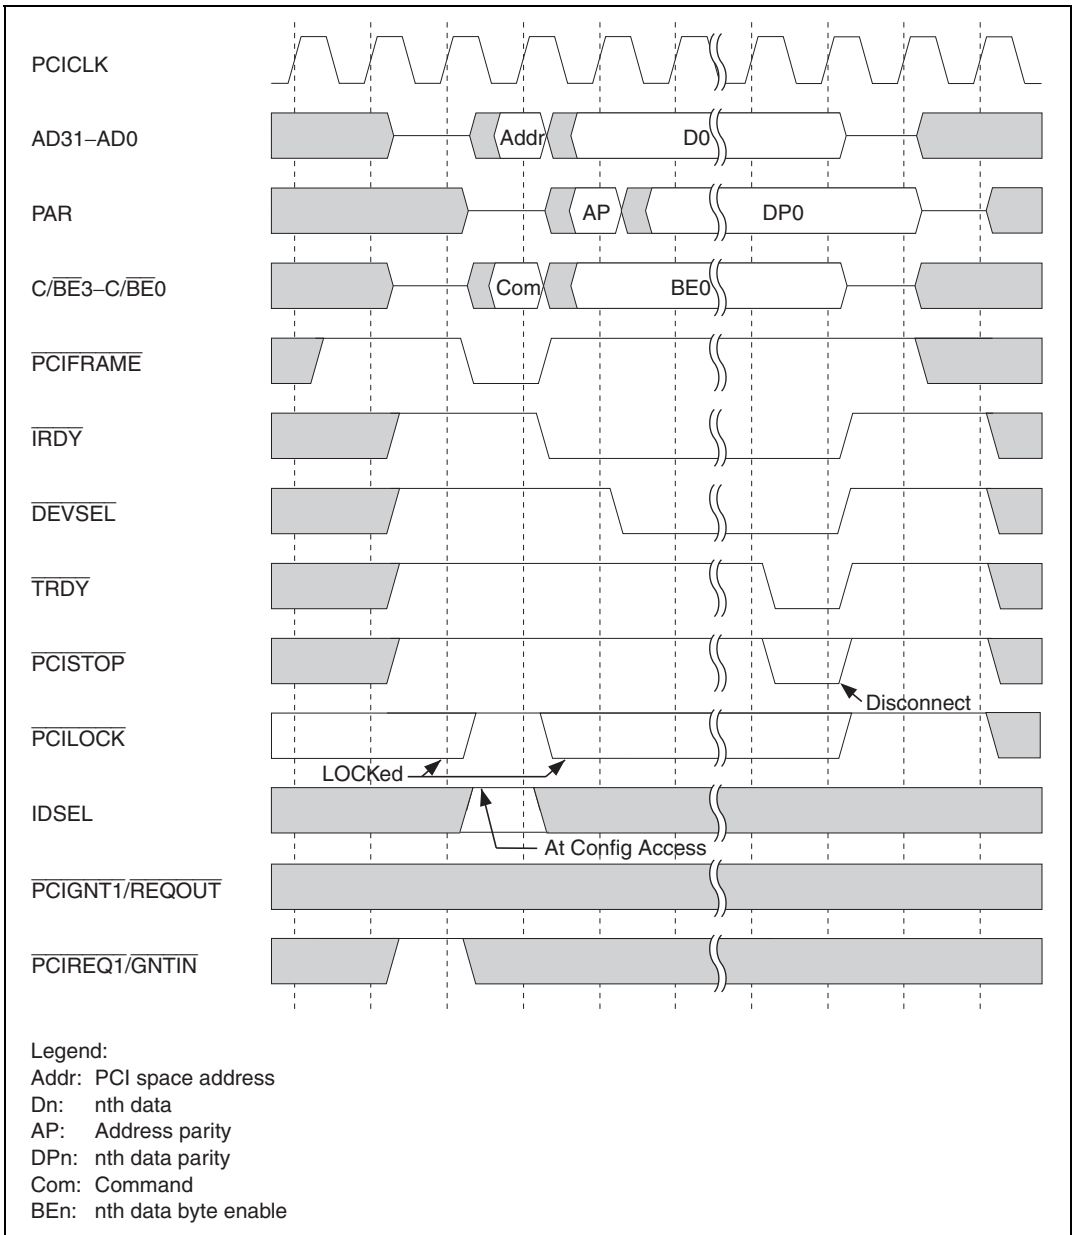 PCICLK
AD31–AD0
Addr
D0
PAR
AP
DP0
C/BE3–C/BE0
Com
BE0
PCIFRAME
IRDY
DEVSEL
TRDY
PCISTOP
Disconnect
PCILOCK
LOCKed
IDSEL
At Config Access
PCIGNT1/REQOUT
PCIREQ1/GNTIN
Legend:
Addr: PCI space address
Dn: nth data
AP: Address parity
DPn: nth data parity
Com: Command
BEn: nth data byte enable